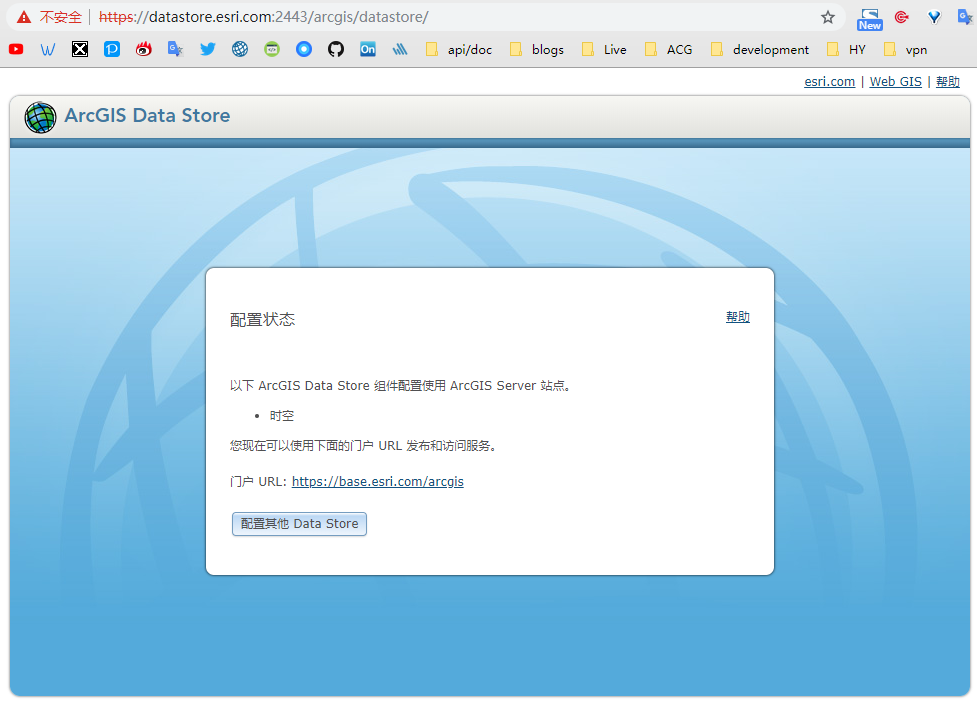 不安全 | https://datastore.esri.com:2443/arcgis/datastore/
New
api/doc blogs Live ACG development HY vpn
esri.com | Web GIS | 帮助
ArcGIS Data Store
配置状态 帮助
以下 ArcGIS Data Store 组件配置使用 ArcGIS Server 站点。
• 时空
您现在可以使用下面的门户 URL 发布和访问服务。
门户 URL: https://base.esri.com/arcgis
配置其他 Data Store